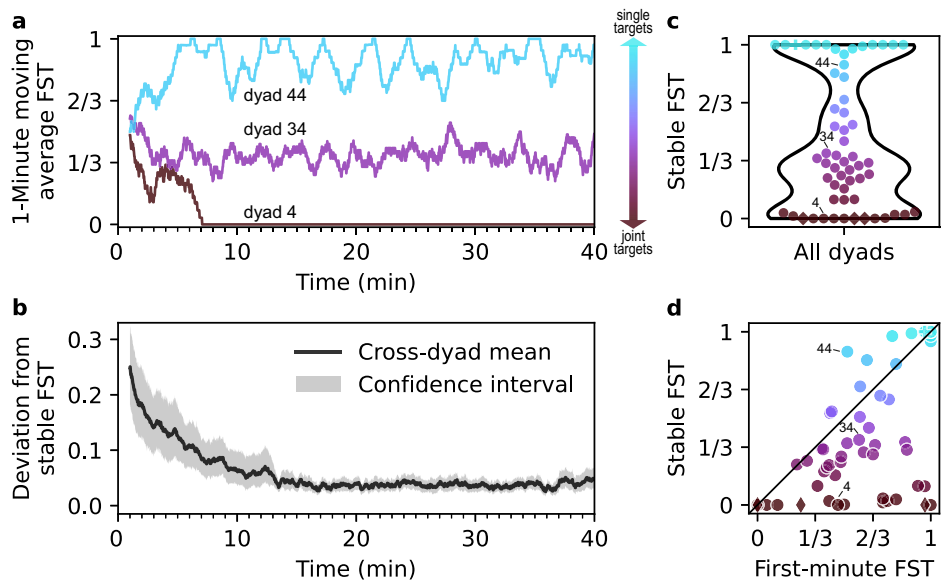 a
1-Minute moving
average FST
1
2/3
1/3
0
dyad 44
dyad 34
dyad 4
0
10
20
30
40
Time (min)
single
targets
joint
targets
c
Stable FST
1
2/3
1/3
0
44
34
4
All dyads
b
Deviation from
stable FST
0.3
0.2
0.1
0.0
Cross-dyad mean
Confidence interval
0
10
20
30
40
Time (min)
d
Stable FST
1
2/3
1/3
0
44
34
4
0
1/3
2/3
1
First-minute FST